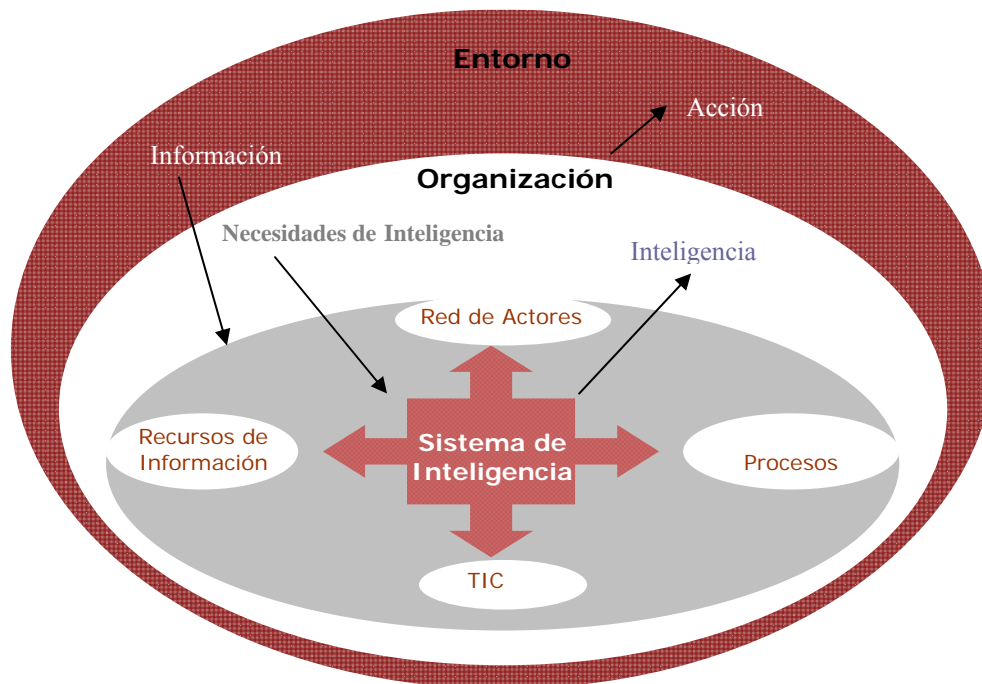 Entorno
Acción
Información
Organización
Necesidades de Inteligencia
Inteligencia
Red de Actores
Recursos de
Información
Sistema de
Inteligencia
Procesos
TIC